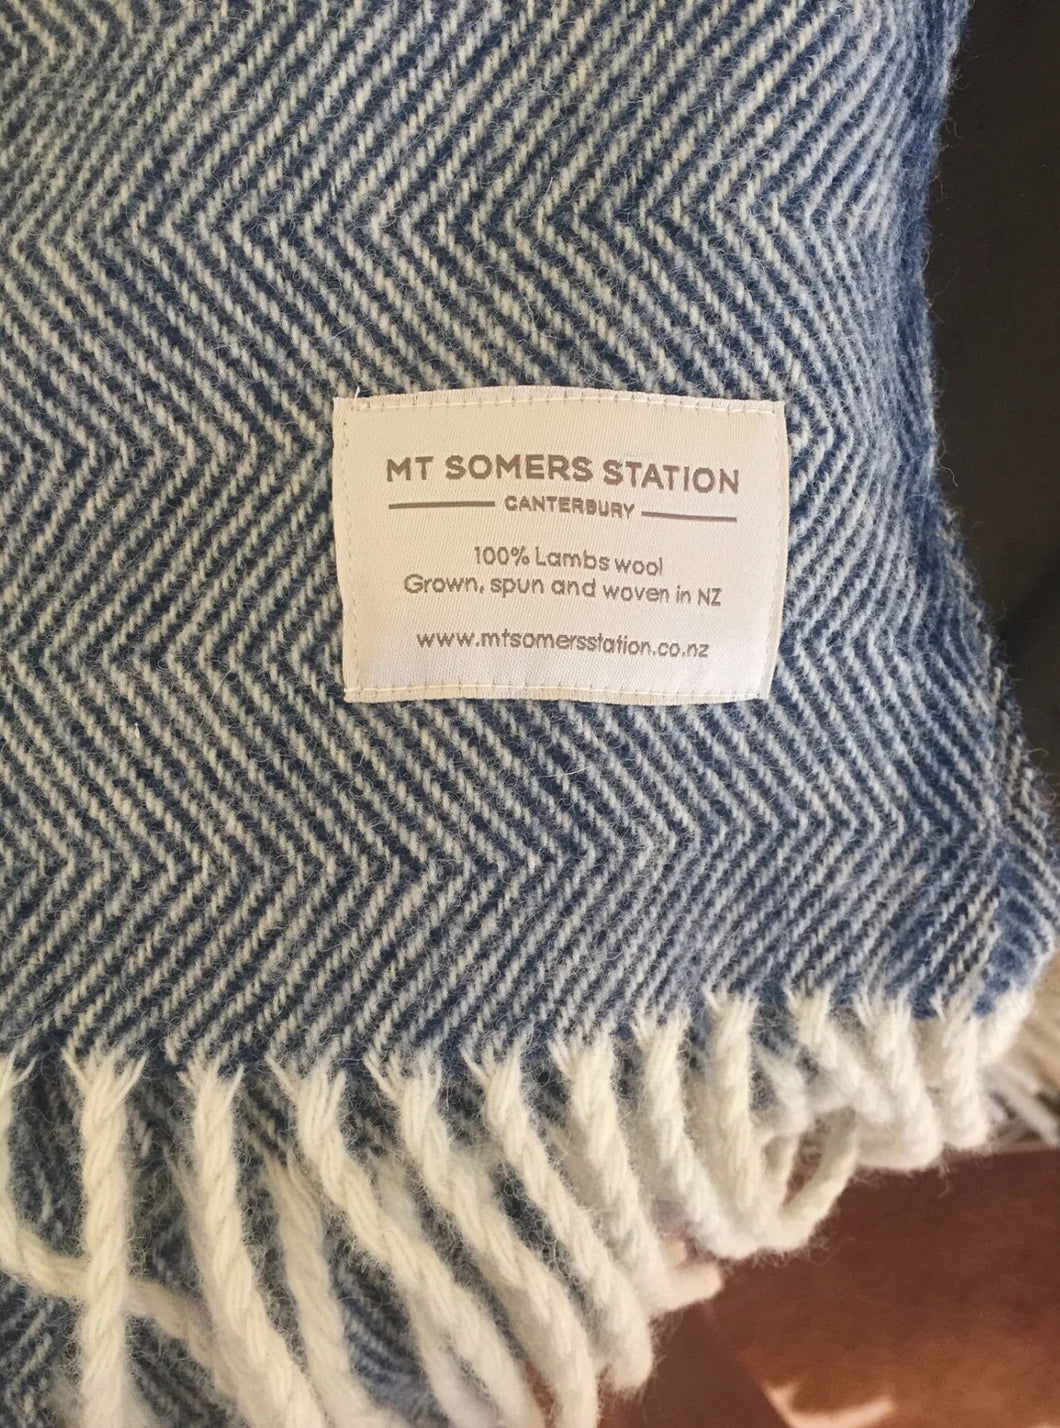 MT SOMERS STATION
CANTERBURY
100% Lambs wool
Grown, spun and woven in NZ
www.mtsomersstation.co.nz